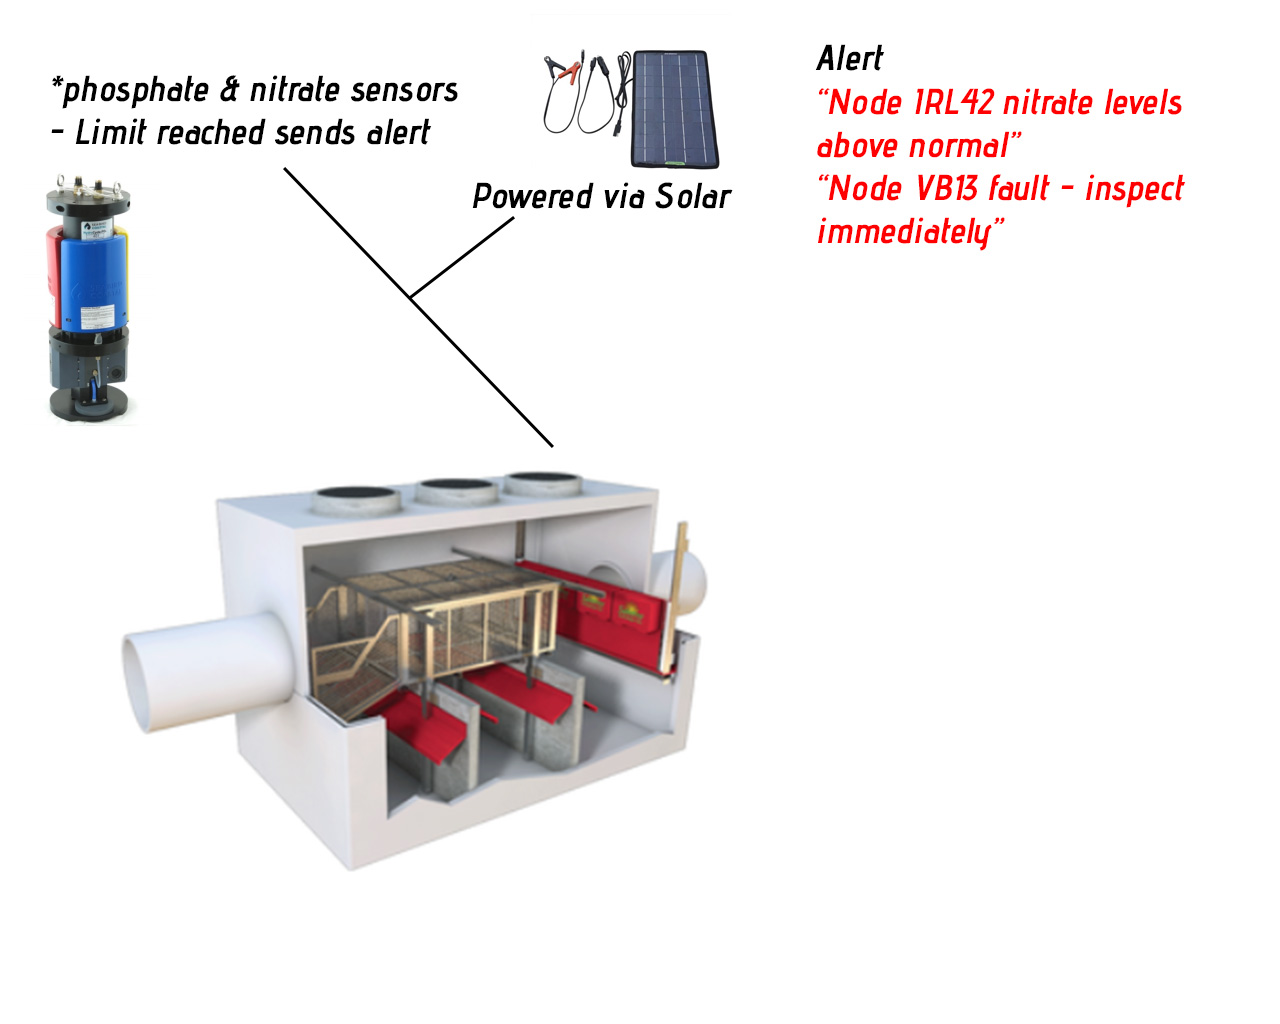 *phosphate & nitrate sensors
- Limit reached sends alert
Powered via Solar
Alert
“Node 1RL42 nitrate levels
above normal”
“Node VB13 fault - inspect
immediately”